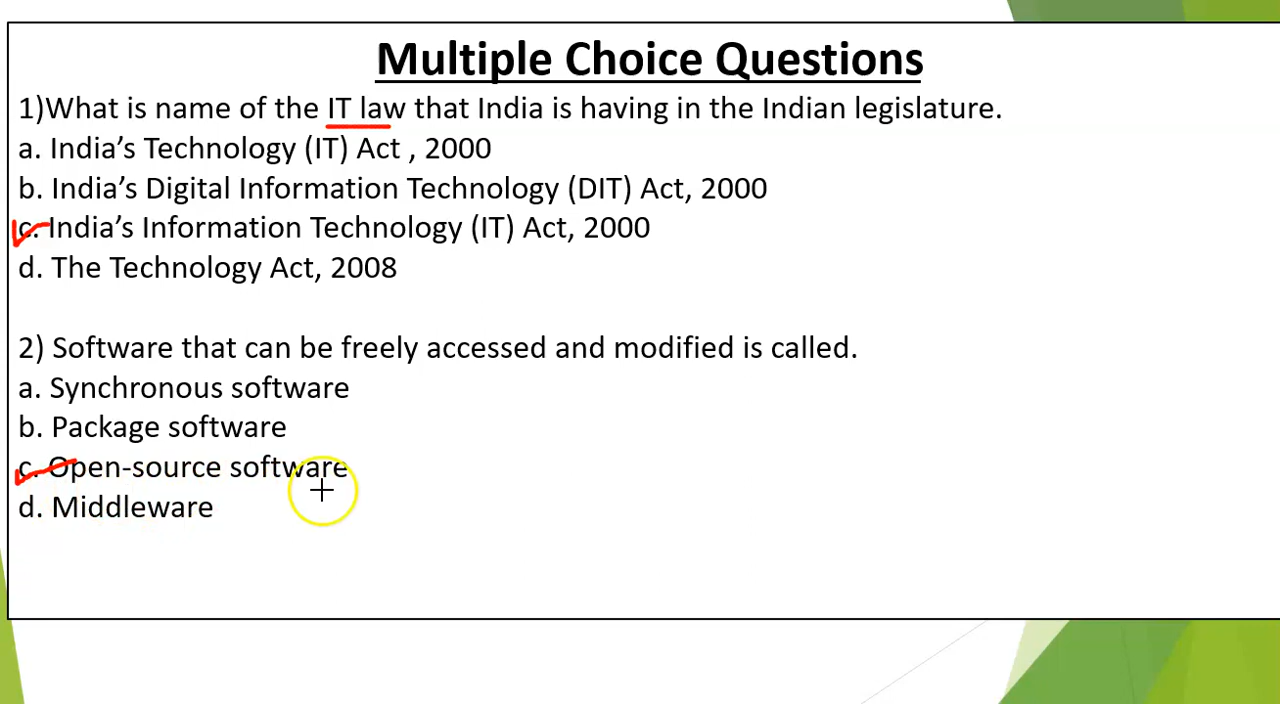 Multiple Choice Questions
1)What is name of the IT law that India is having in the Indian legislature.
a. India’s Technology (IT) Act , 2000
b. India’s Digital Information Technology (DIT) Act, 2000
c. India’s Information Technology (IT) Act, 2000
d. The Technology Act, 2008
2) Software that can be freely accessed and modified is called.
a. Synchronous software
b. Package software
c. Open-source software
d. Middleware